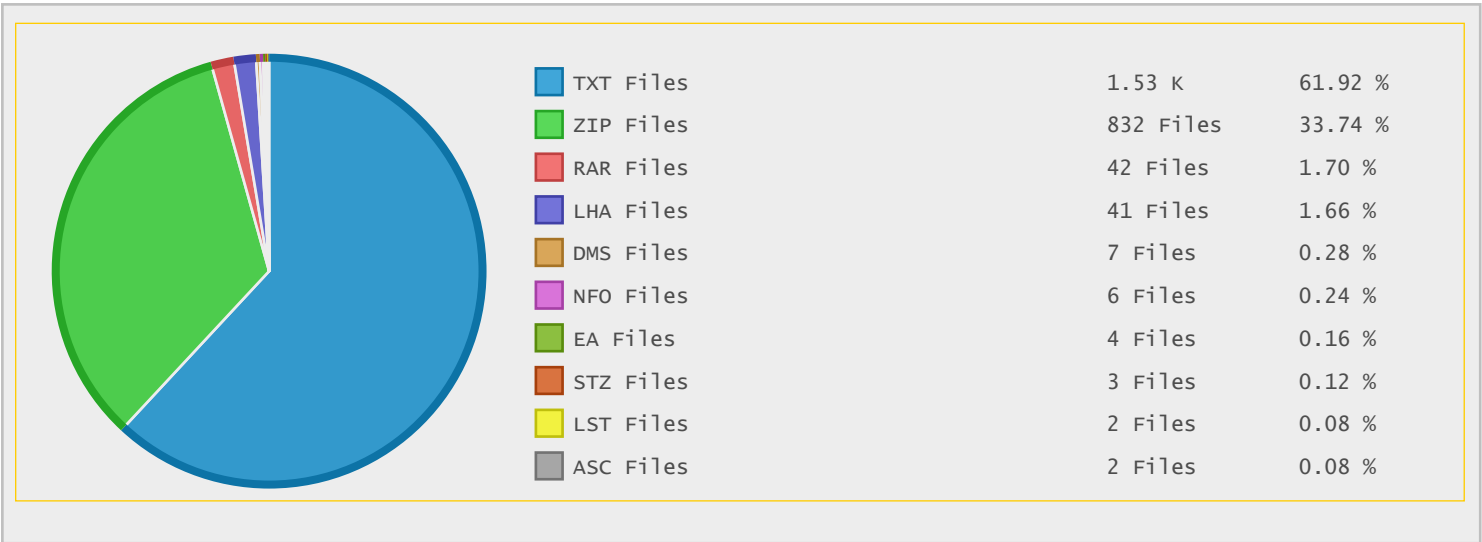 TXT Files 1.53 K 61.92 %
ZIP Files 832 Files 33.74 %
RAR Files 42 Files 1.70 %
LHA Files 41 Files 1.66 %
DMS Files 7 Files 0.28 %
NFO Files 6 Files 0.24 %
EA Files 4 Files 0.16 %
STZ Files 3 Files 0.12 %
LST Files 2 Files 0.08 %
ASC Files 2 Files 0.08 %